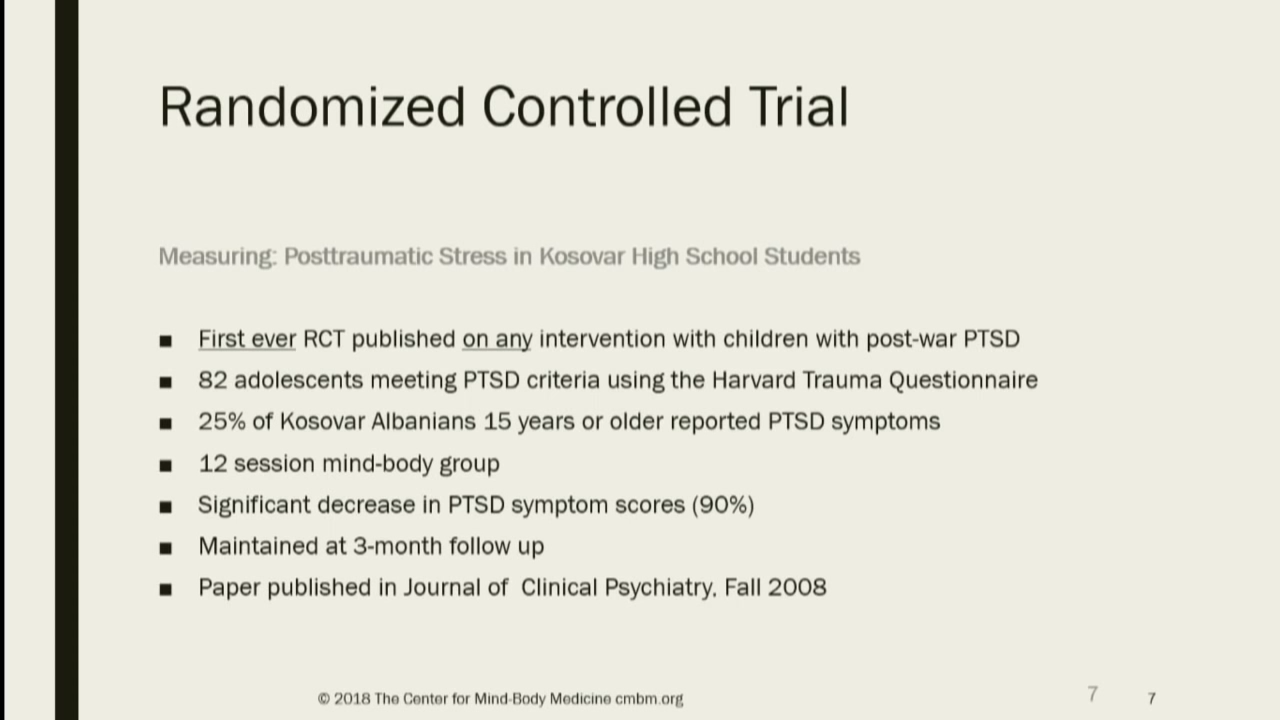 Randomized Controlled Trial
Measuring: Posttraumatic Stress in Kosovar High School Students
■ First ever RCT published on any intervention with children with post-war PTSD
■ 82 adolescents meeting PTSD criteria using the Harvard Trauma Questionnaire
■ 25% of Kosovar Albanians 15 years or older reported PTSD symptoms
■ 12 session mind-body group
■ Significant decrease in PTSD symptom scores (90%)
■ Maintained at 3-month follow up
■ Paper published in Journal of Clinical Psychiatry, Fall 2008
© 2018 The Center for Mind-Body Medicine cmbm.org 7 7